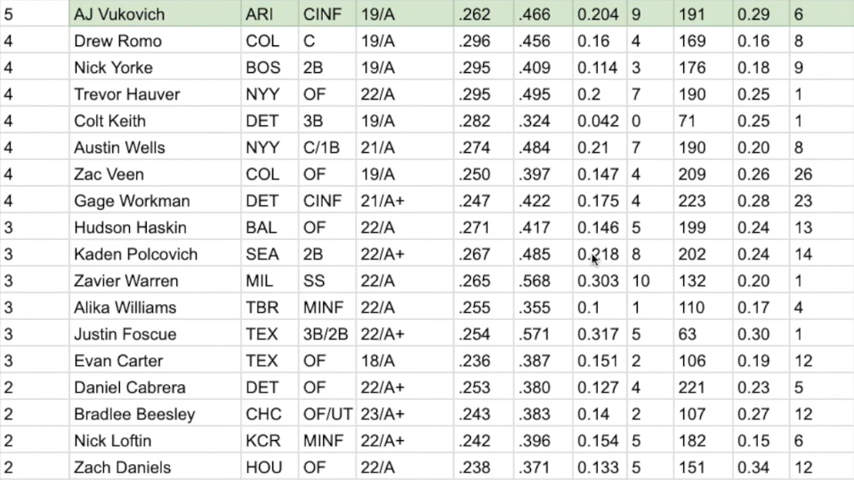 5 AJ Vukovich ARI CINF 19/A .262 .466 0.204 9 191 0.29 6
4 Drew Romo COL C 19/A .296 .456 0.16 4 169 0.16 8
4 Nick Yorke BOS 2B 19/A .295 .409 0.114 3 176 0.18 9
4 Trevor Hauver NYY OF 22/A .295 .495 0.2 7 190 0.25 1
4 Colt Keith DET 3B 19/A .282 .324 0.042 0 71 0.25 1
4 Austin Wells NYY C/1B 21/A .274 .484 0.21 7 190 0.20 8
4 Zac Veen COL OF 19/A .250 .397 0.147 4 209 0.26 26
4 Gage Workman DET CINF 21/A+ .247 .422 0.175 4 223 0.28 23
3 Hudson Haskin BAL OF 22/A .271 .417 0.146 5 199 0.24 13
3 Kaden Polcovich SEA 2B 22/A+ .267 .485 0.218 8 202 0.24 14
3 Zavier Warren MIL SS 22/A .265 .568 0.303 10 132 0.20 1
3 Alika Williams TBR MINF 22/A .255 .355 0.1 1 110 0.17 4
3 Justin Foscue TEX 3B/2B 22/A+ .254 .571 0.317 5 63 0.30 1
3 Evan Carter TEX OF 18/A .236 .387 0.151 2 106 0.19 12
2 Daniel Cabrera DET OF 22/A+ .253 .380 0.127 4 221 0.23 5
2 Bradlee Beesley CHC OF/UT 23/A+ .243 .383 0.14 2 107 0.27 12
2 Nick Loftin KCR MINF 22/A+ .242 .396 0.154 5 182 0.15 6
2 Zach Daniels HOU OF 22/A .238 .371 0.133 5 151 0.34 12